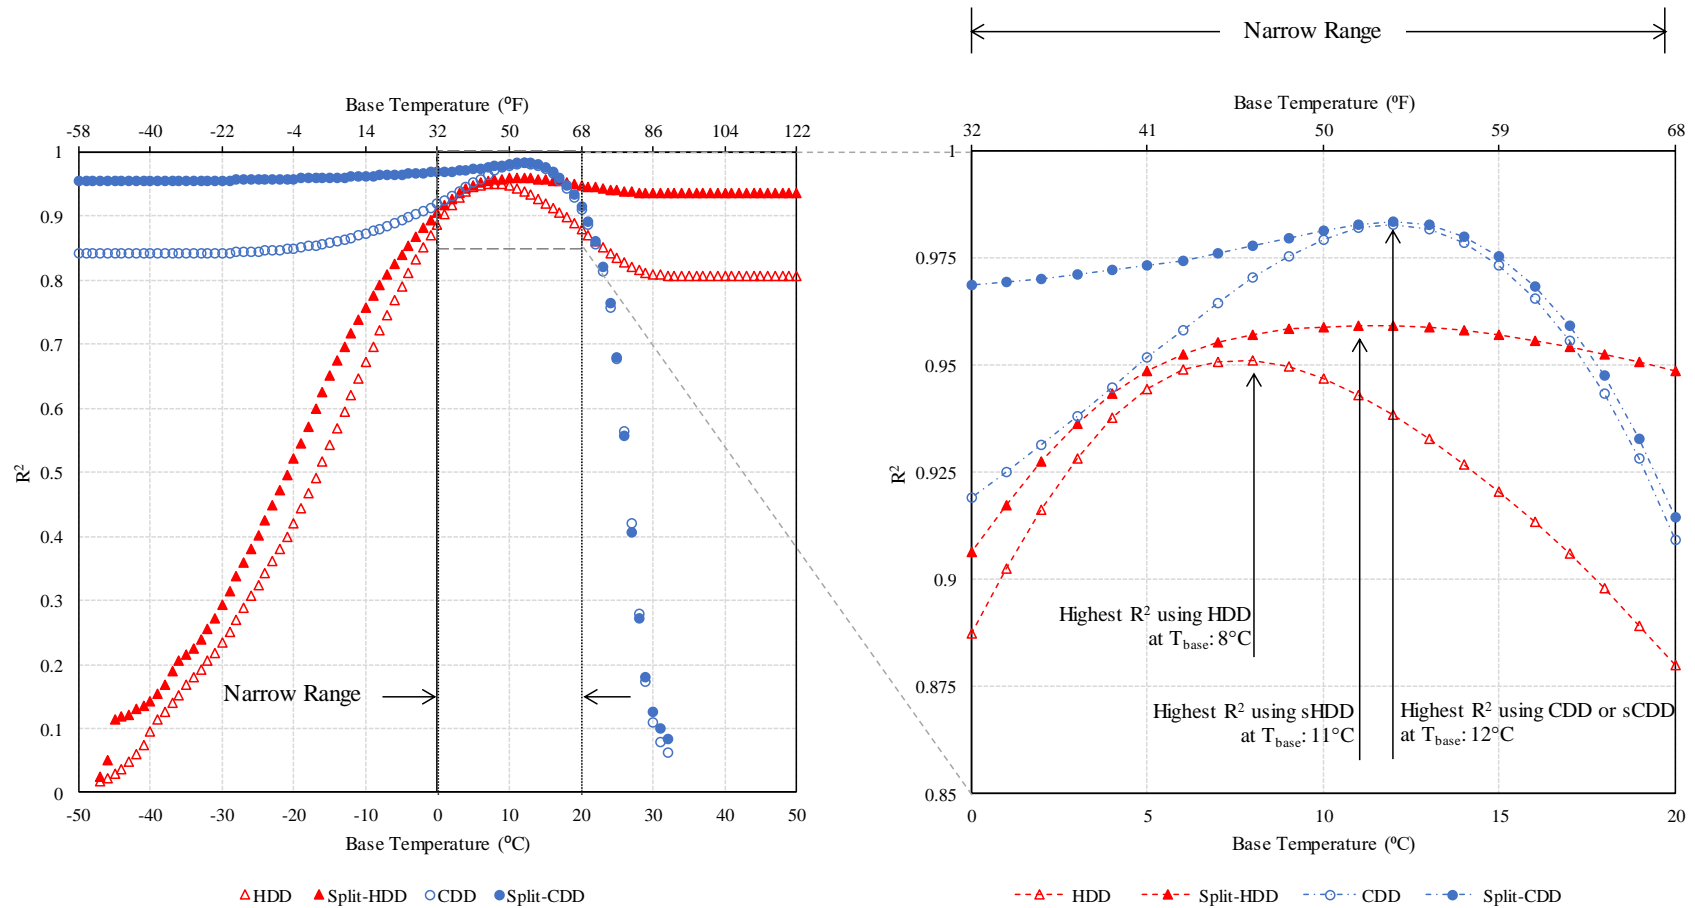 Narrow Range
Base Temperature (⁰F)
-58 -40 -22 -4 14 32 50 68 86 104 122
1
0.9
0.8
0.7
0.6
0.5
0.4
0.3
0.2
0.1
0
R²
Narrow Range
-50 -40 -30 -20 -10 0 10 20 30 40 50
Base Temperature (⁰C)
HDD Split-HDD CDD Split-CDD
Base Temperature (⁰F)
32 41 50 59 68
1
0.975
0.95
0.925
0.9
0.875
0.85
R²
Highest R² using HDD
at Tbase: 8°C
Highest R² using sHDD
at Tbase: 11°C
Highest R² using CDD or sCDD
at Tbase: 12°C
0 5 10 15 20
Base Temperature (⁰C)
HDD Split-HDD CDD Split-CDD